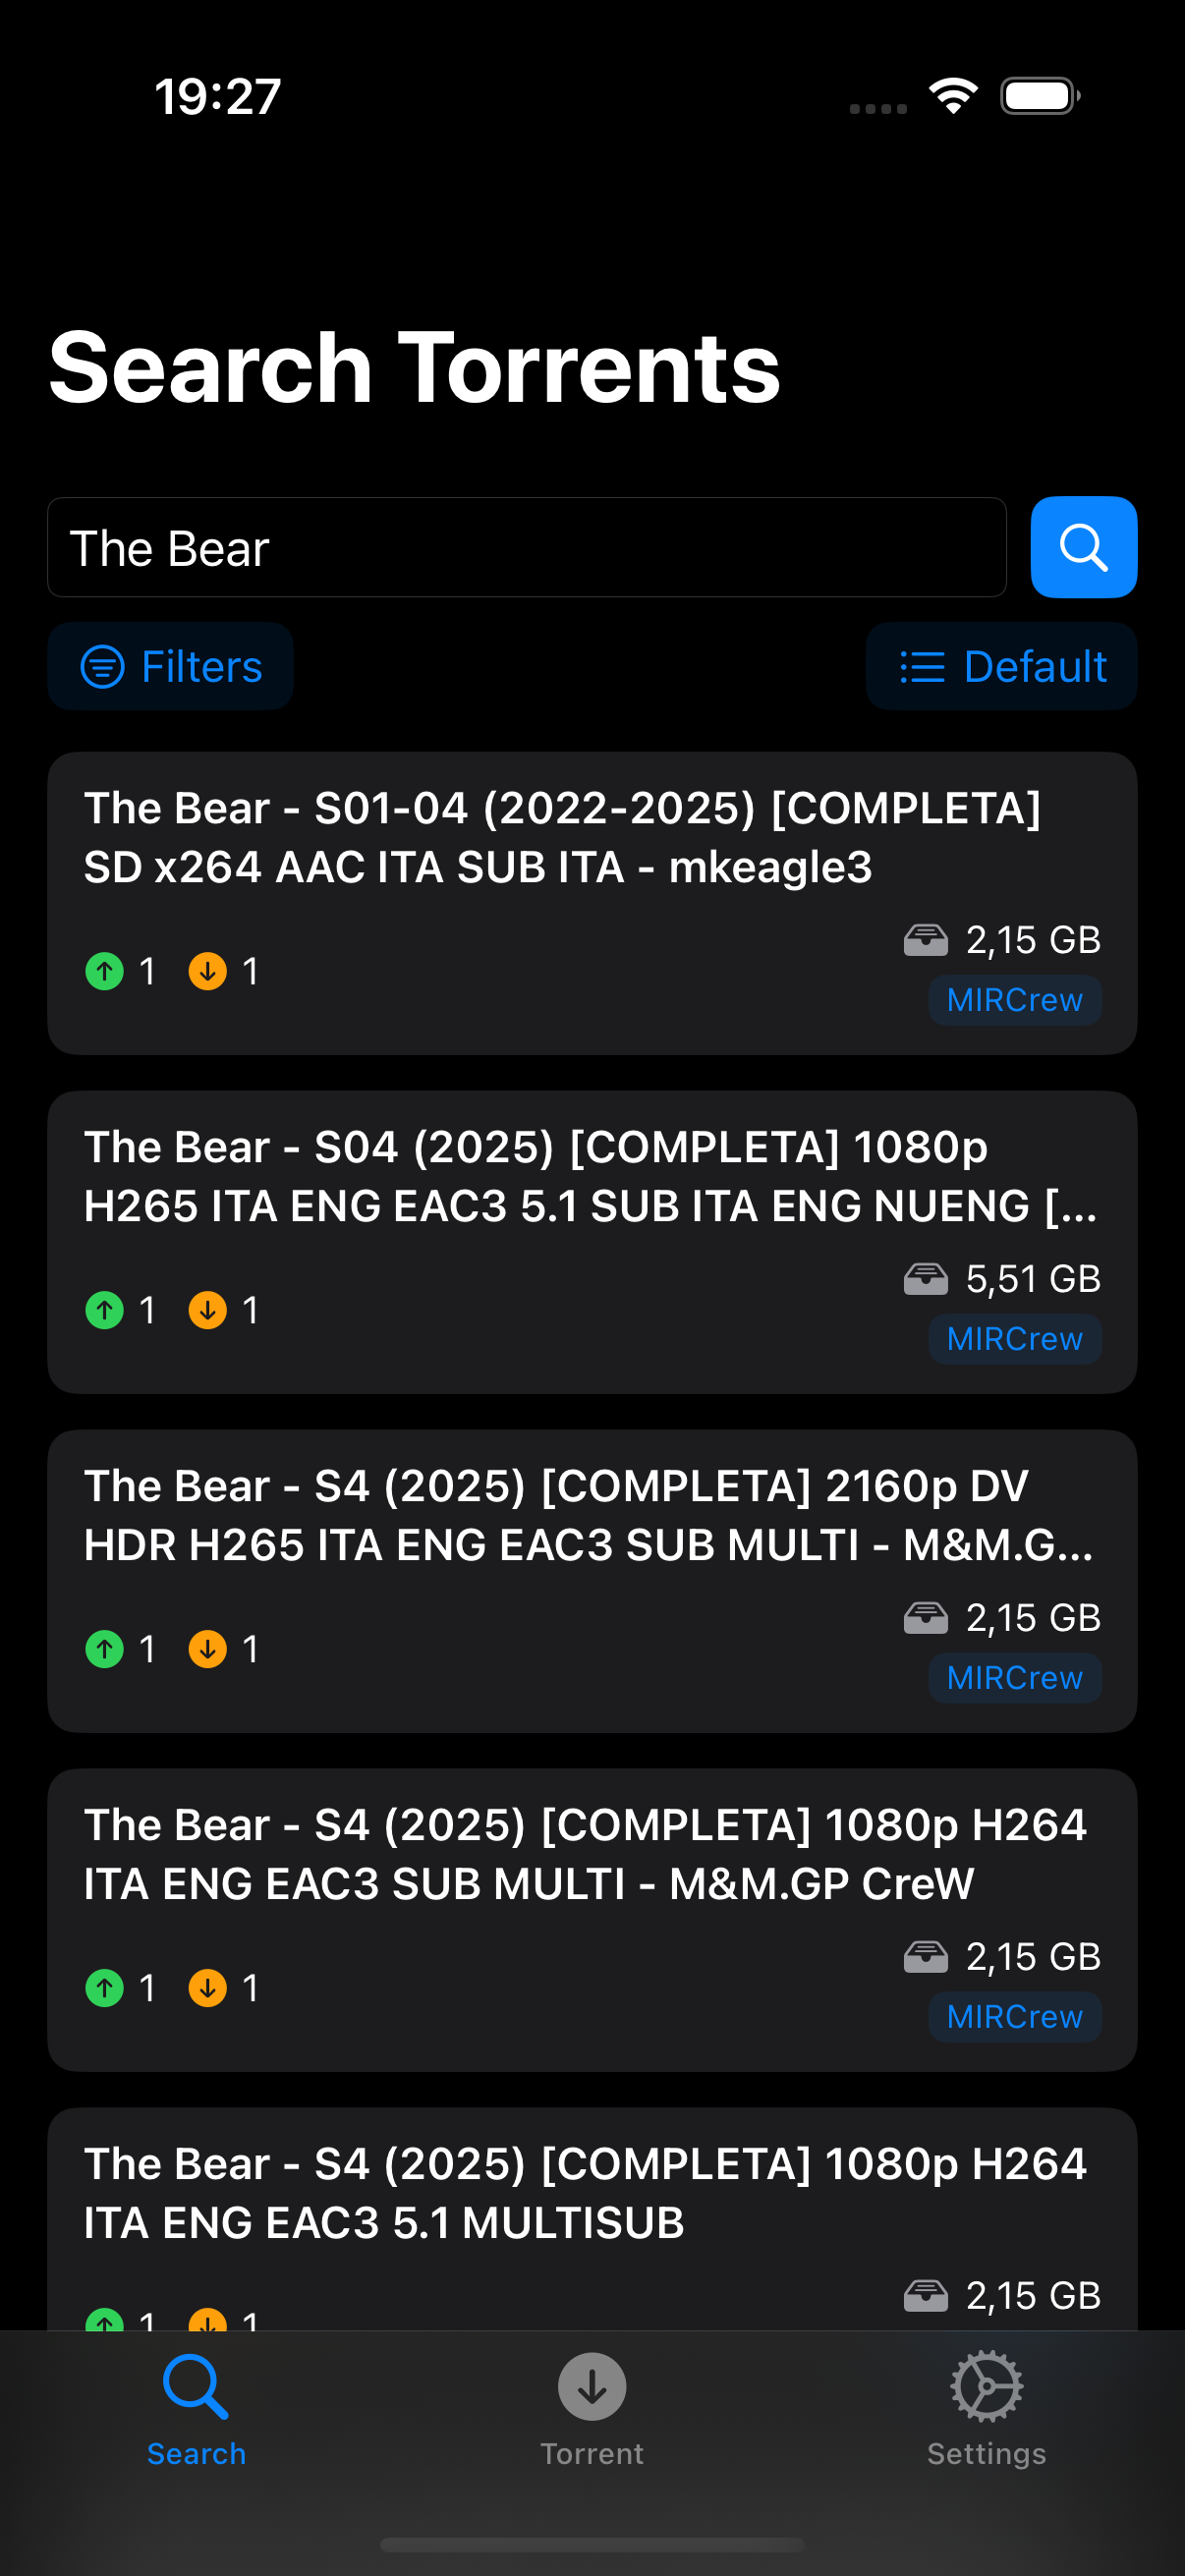 19:27
Search Torrents
The Bear
Filters
Default
The Bear - S01-04 (2022-2025) [COMPLETA]
SD x264 AAC ITA SUB ITA - mkeagle3
2,15 GB
1 1
MIRCrew
The Bear - S04 (2025) [COMPLETA] 1080p
H265 ITA ENG EAC3 5.1 SUB ITA ENG NUENG [...
5,51 GB
1 1
MIRCrew
The Bear - S4 (2025) [COMPLETA] 2160p DV
HDR H265 ITA ENG EAC3 SUB MULTI - M&M.G...
2,15 GB
1 1
MIRCrew
The Bear - S4 (2025) [COMPLETA] 1080p H264
ITA ENG EAC3 SUB MULTI - M&M.GP CreW
2,15 GB
1 1
MIRCrew
The Bear - S4 (2025) [COMPLETA] 1080p H264
ITA ENG EAC3 5.1 MULTISUB
2,15 GB
1 1
Search
Torrent
Settings